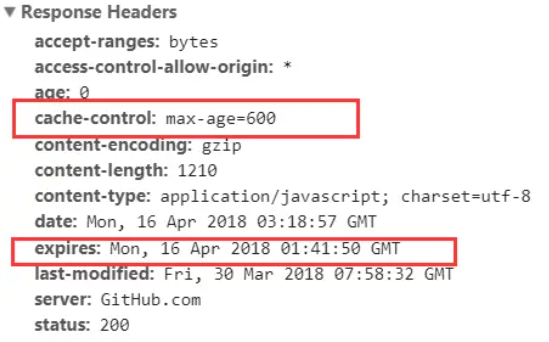 Response Headers
accept-ranges: bytes
access-control-allow-origin: *
age: 0
cache-control: max-age=600
content-encoding: gzip
content-length: 1210
content-type: application/javascript; charset=utf-8
date: Mon, 16 Apr 2018 03:18:57 GMT
expires: Mon, 16 Apr 2018 01:41:50 GMT
last-modified: Fri, 30 Mar 2018 07:58:32 GMT
server: GitHub.com
status: 200